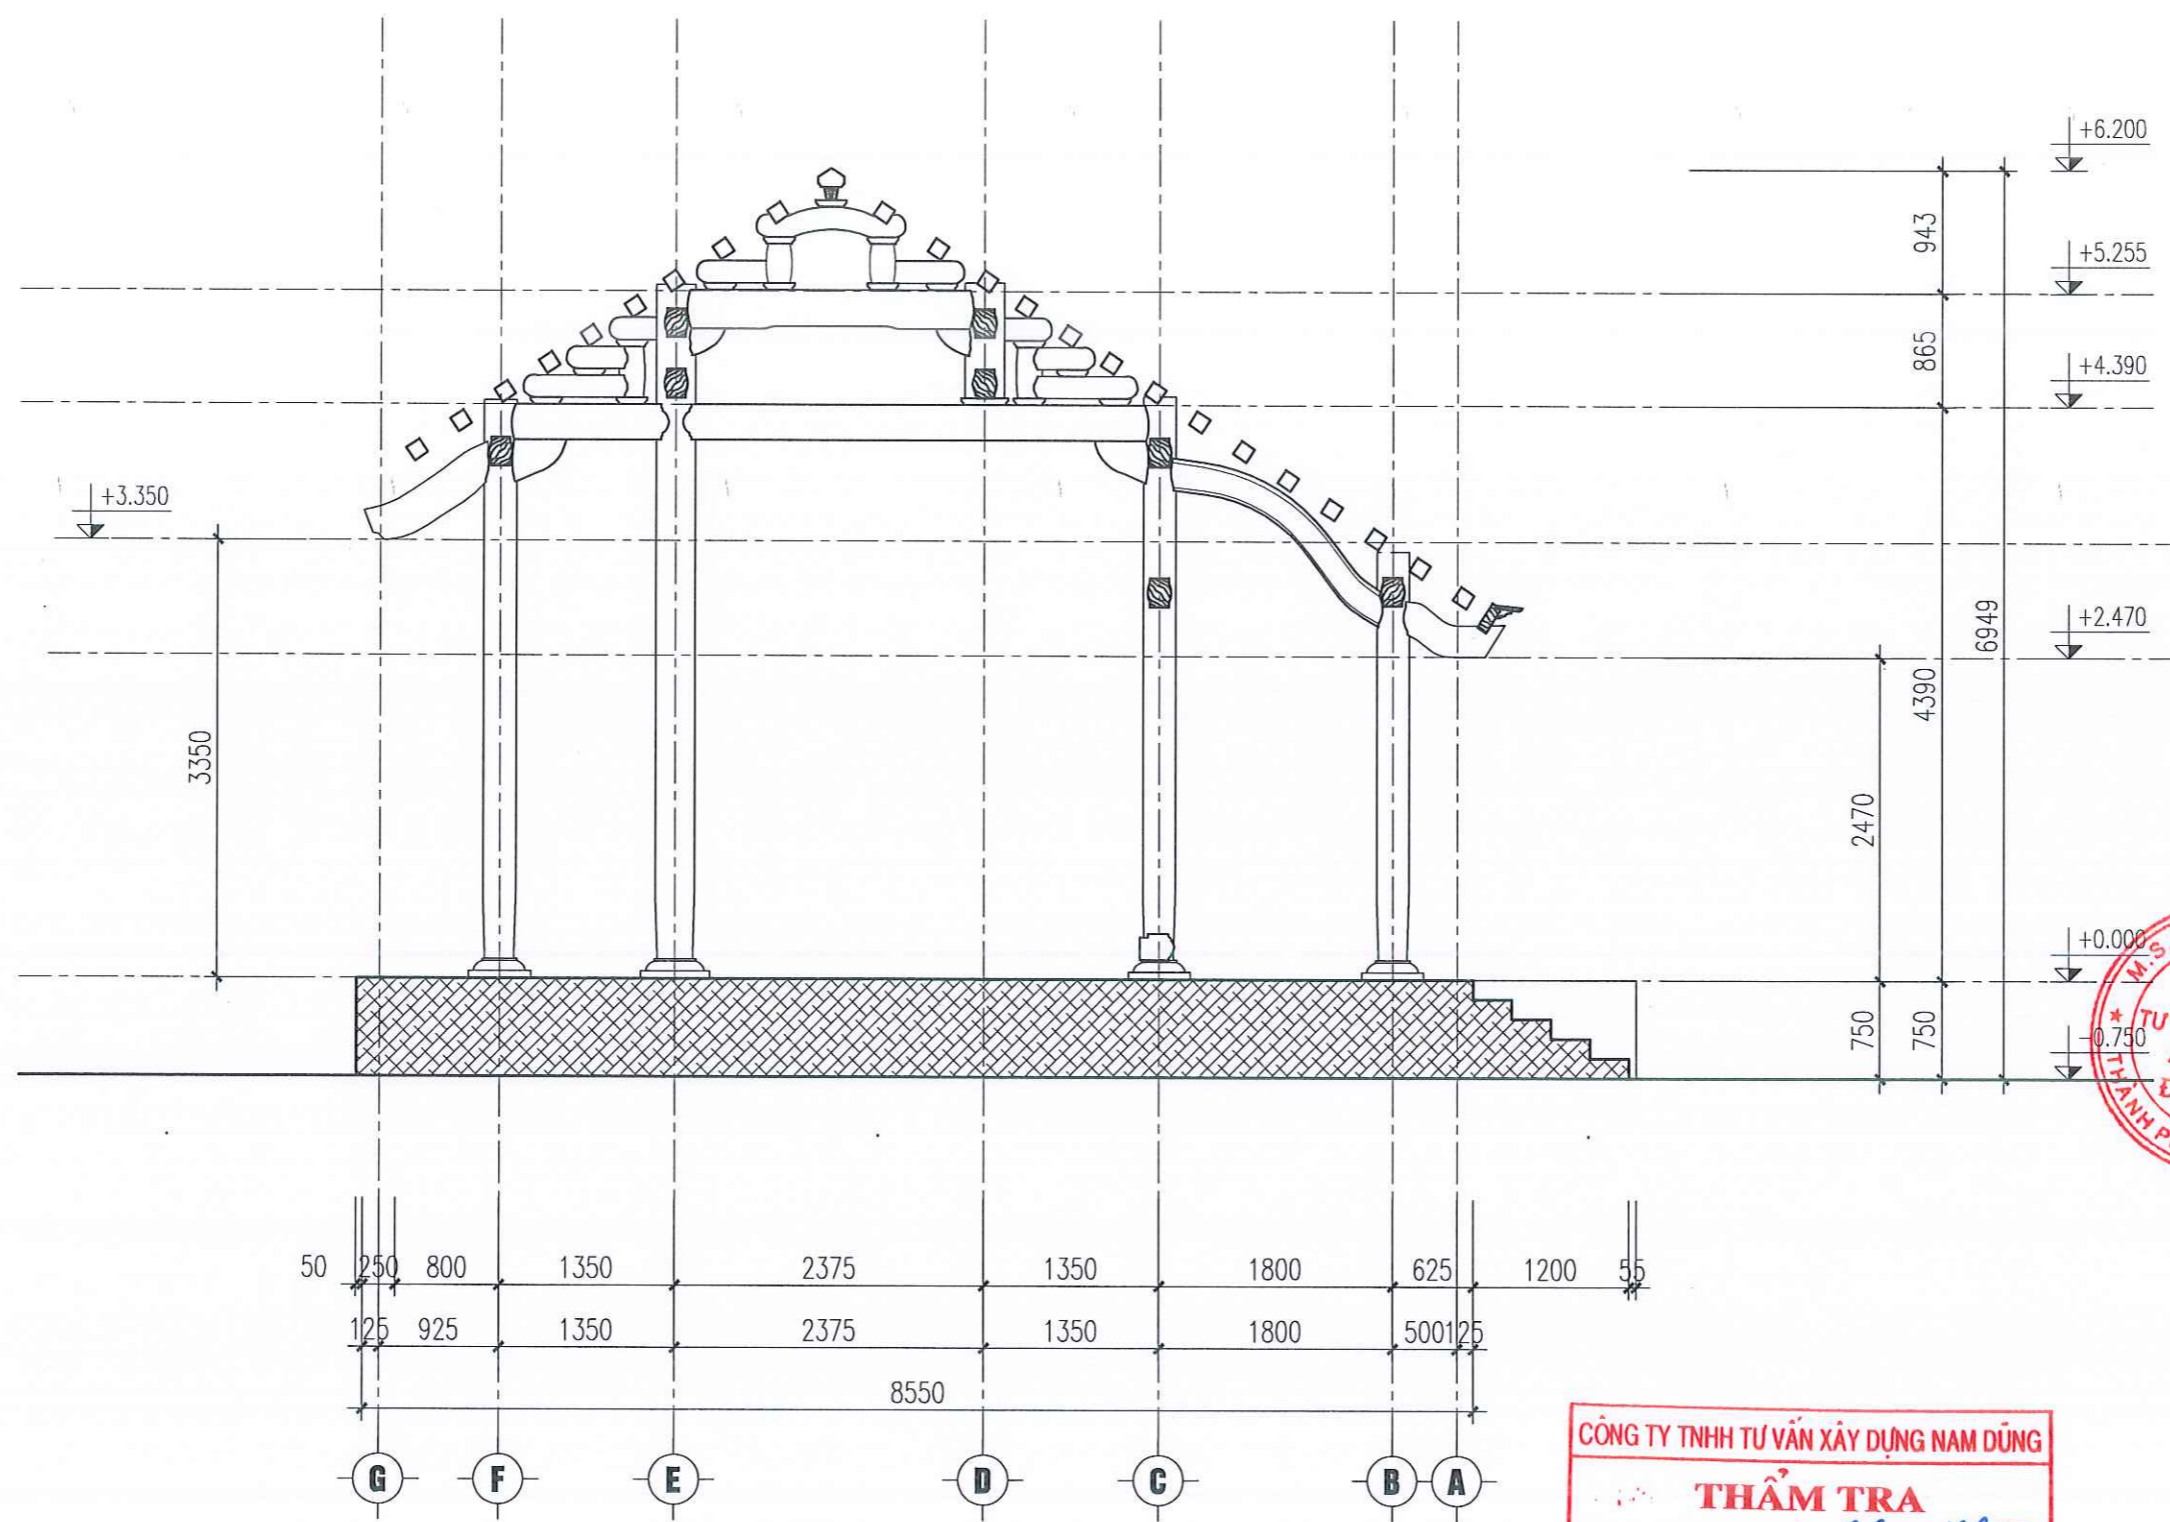 +6.200
943
+5.255
865
+4.390
+3.350
6949
+2.470
4390
3350
2470
+0.000
750
750
-0.750
M.S
TƯ
THÀNH P
50 250 800 1350 2375 1350 1800 625 1200 55
125 925 1350 2375 1350 1800 500 125
8550
G F E D C B A
CÔNG TY TNHH TƯ VẤN XÂY DỰNG NAM DŨNG
THẨM TRA